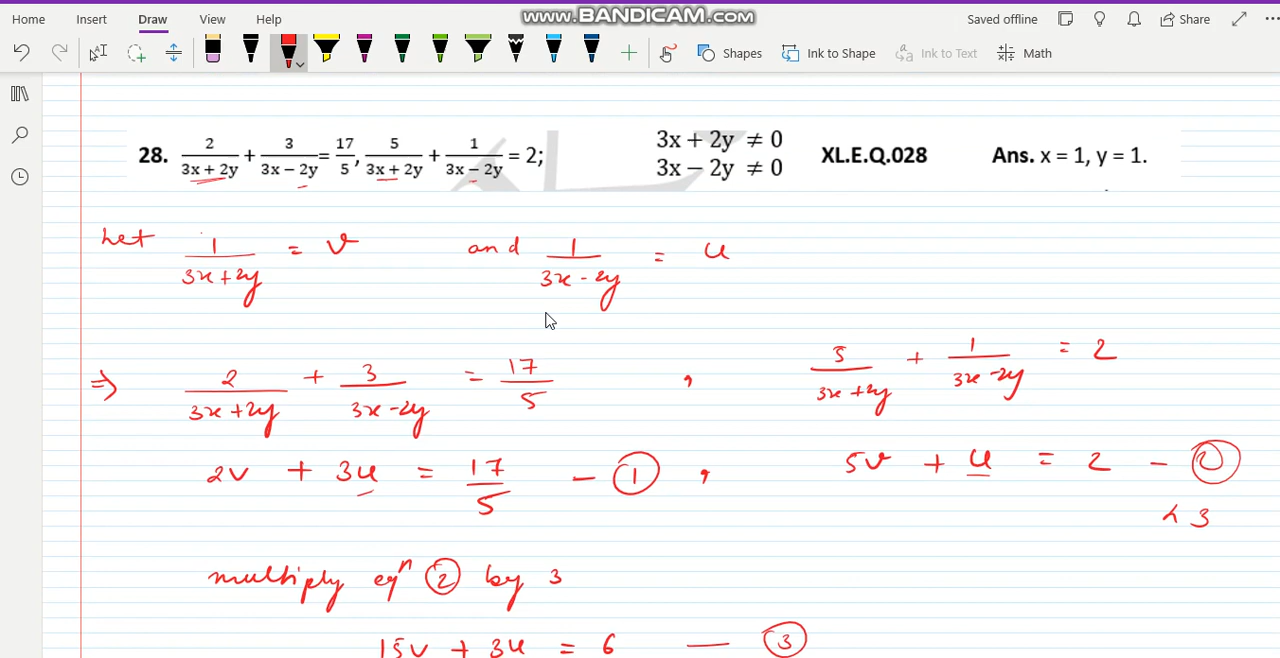 www.BANDICAM.com
Home Insert Draw View Help Saved offline Share
Shapes Ink to Shape Ink to Text Math
28. 2/(3x + 2y) + 3/(3x − 2y) = 17/5, 5/(3x + 2y) + 1/(3x − 2y) = 2; 3x + 2y ≠ 0 XL.E.Q.028 Ans. x = 1, y = 1.
3x − 2y ≠ 0
Let 1/(3x+2y) = v and 1/(3x-2y) = u
⇒ 2/(3x+2y) + 3/(3x-2y) = 17/5 , 5/(3x+2y) + 1/(3x-2y) = 2
2v + 3u = 17/5 - ① , 5v + u = 2 - ②
× 3
multiply eqⁿ ② by 3
15v + 3u = 6 — ③